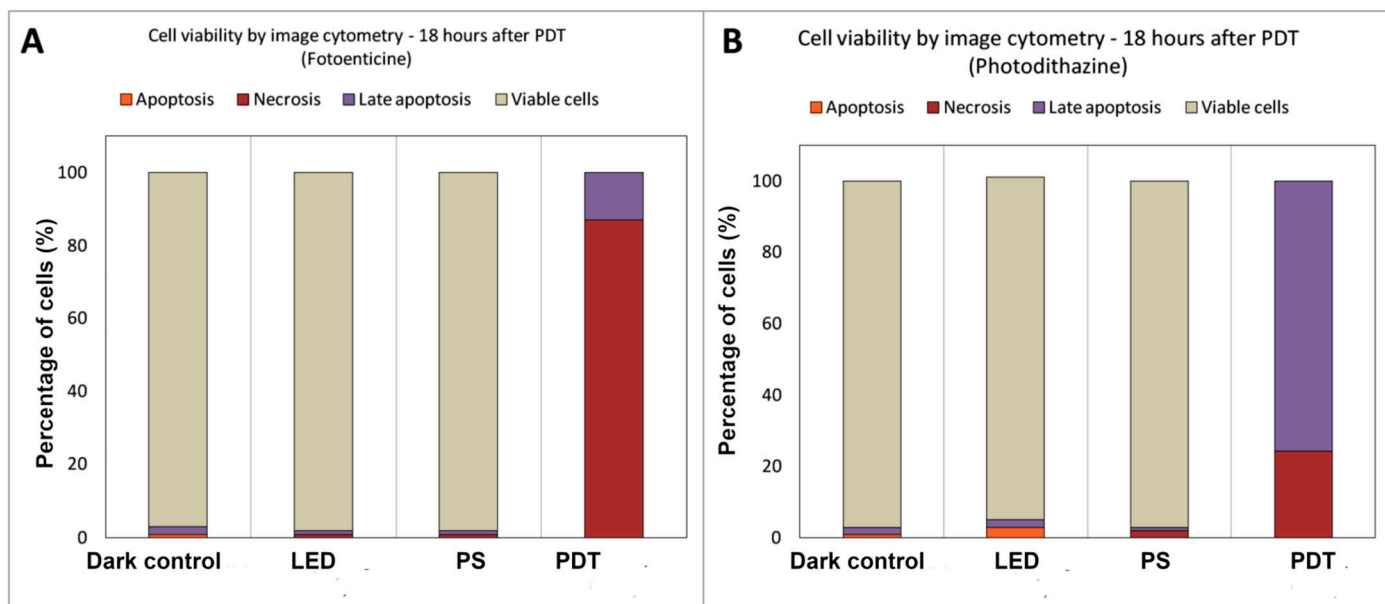 A
Cell viability by image cytometry - 18 hours after PDT
(Fotoenticine)
Apoptosis Necrosis Late apoptosis Viable cells
Percentage of cells (%)
100
80
60
40
20
0
Dark control LED PS PDT
B
Cell viability by image cytometry - 18 hours after PDT
(Photodithazine)
Apoptosis Necrosis Late apoptosis Viable cells
Percentage of cells (%)
100
80
60
40
20
0
Dark control LED PS PDT